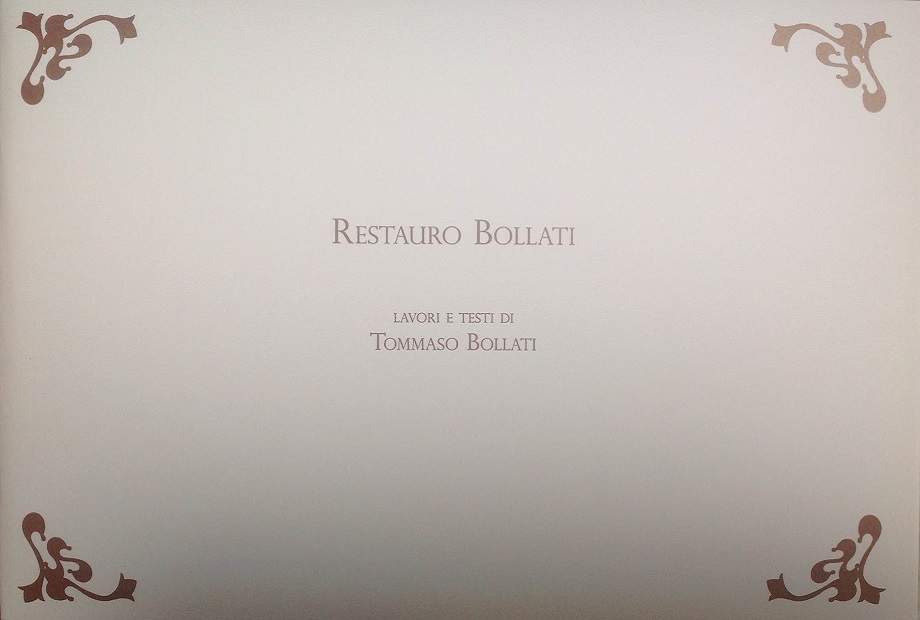 Restauro Bollati
lavori e testi di
Tommaso Bollati